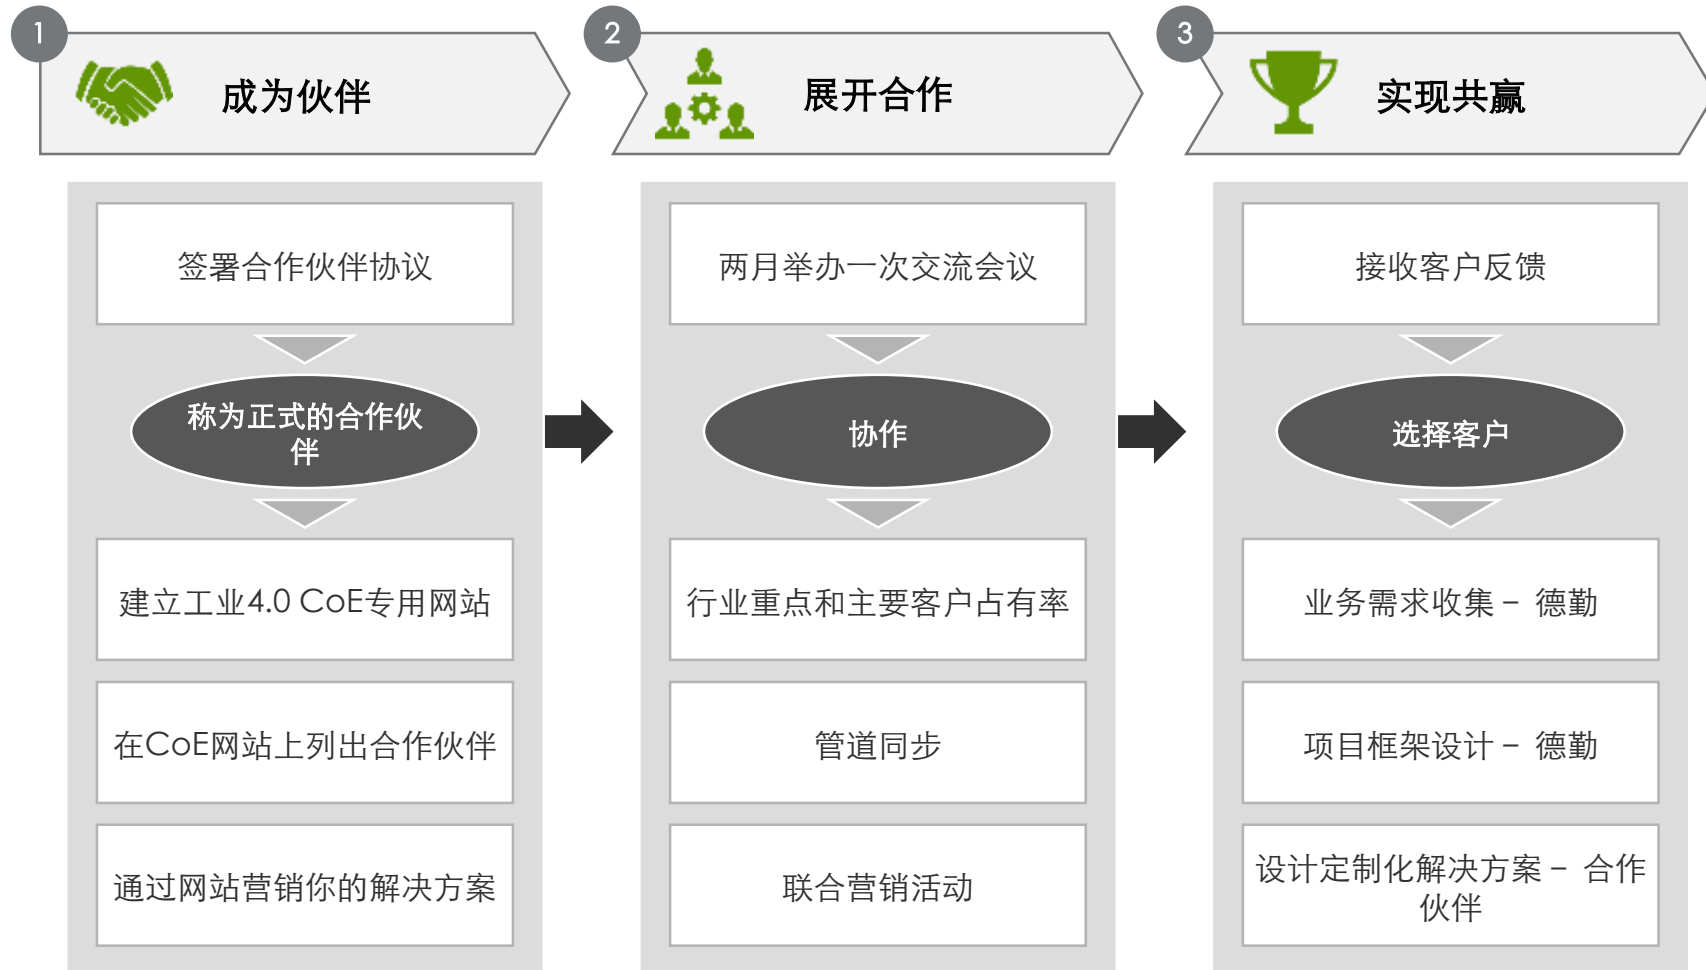 1
成为伙伴
签署合作伙伴协议
称为正式的合作伙
伴
建立工业4.0 CoE专用网站
在CoE网站上列出合作伙伴
通过网站营销你的解决方案
2
展开合作
两月举办一次交流会议
协作
行业重点和主要客户占有率
管道同步
联合营销活动
3
实现共赢
接收客户反馈
选择客户
业务需求收集 – 德勤
项目框架设计 – 德勤
设计定制化解决方案 – 合作
伙伴